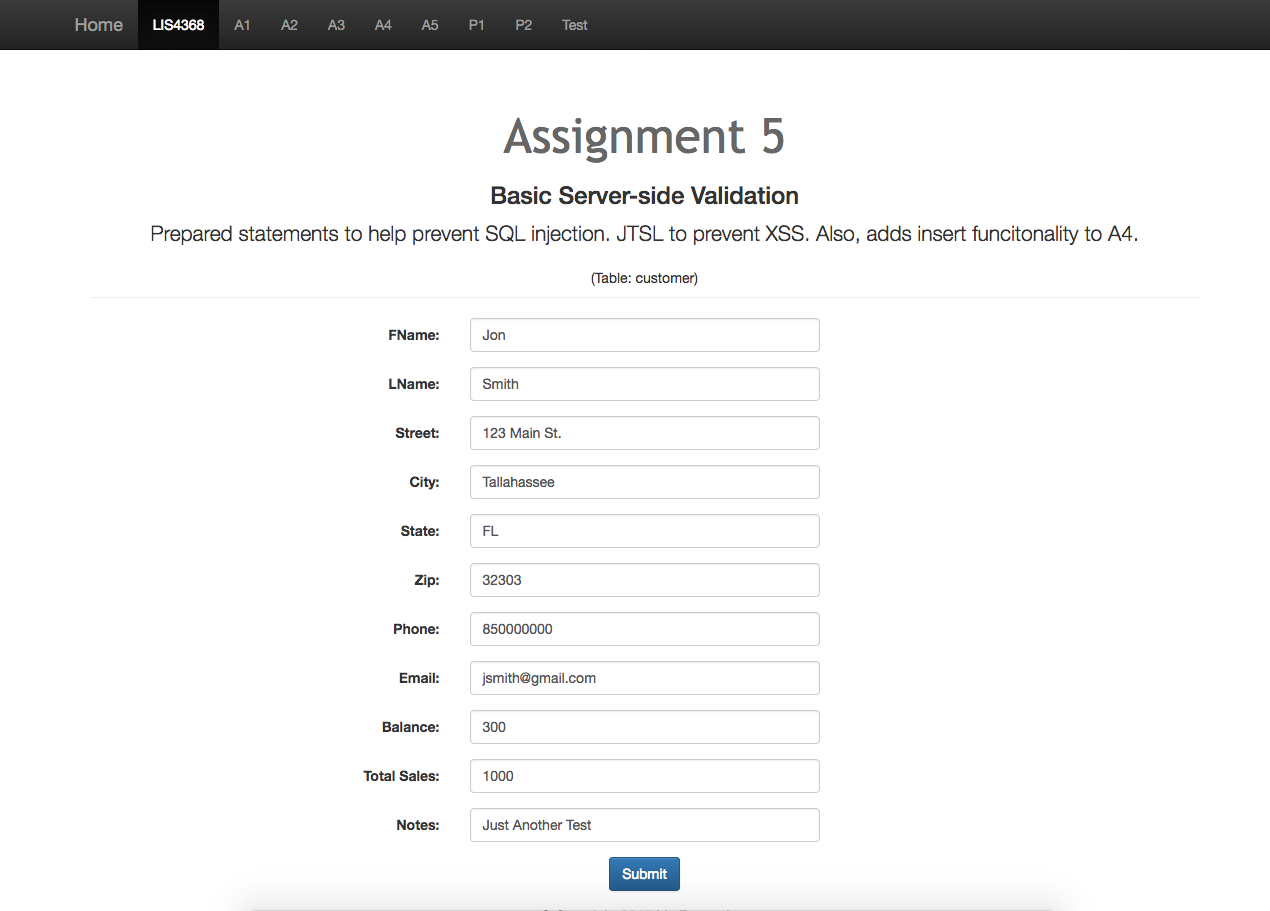 Home LIS4368 A1 A2 A3 A4 A5 P1 P2 Test
Assignment 5
Basic Server-side Validation
Prepared statements to help prevent SQL injection. JTSL to prevent XSS. Also, adds insert funcitonality to A4.
(Table: customer)
FName: Jon
LName: Smith
Street: 123 Main St.
City: Tallahassee
State: FL
Zip: 32303
Phone: 850000000
Email: jsmith@gmail.com
Balance: 300
Total Sales: 1000
Notes: Just Another Test
Submit